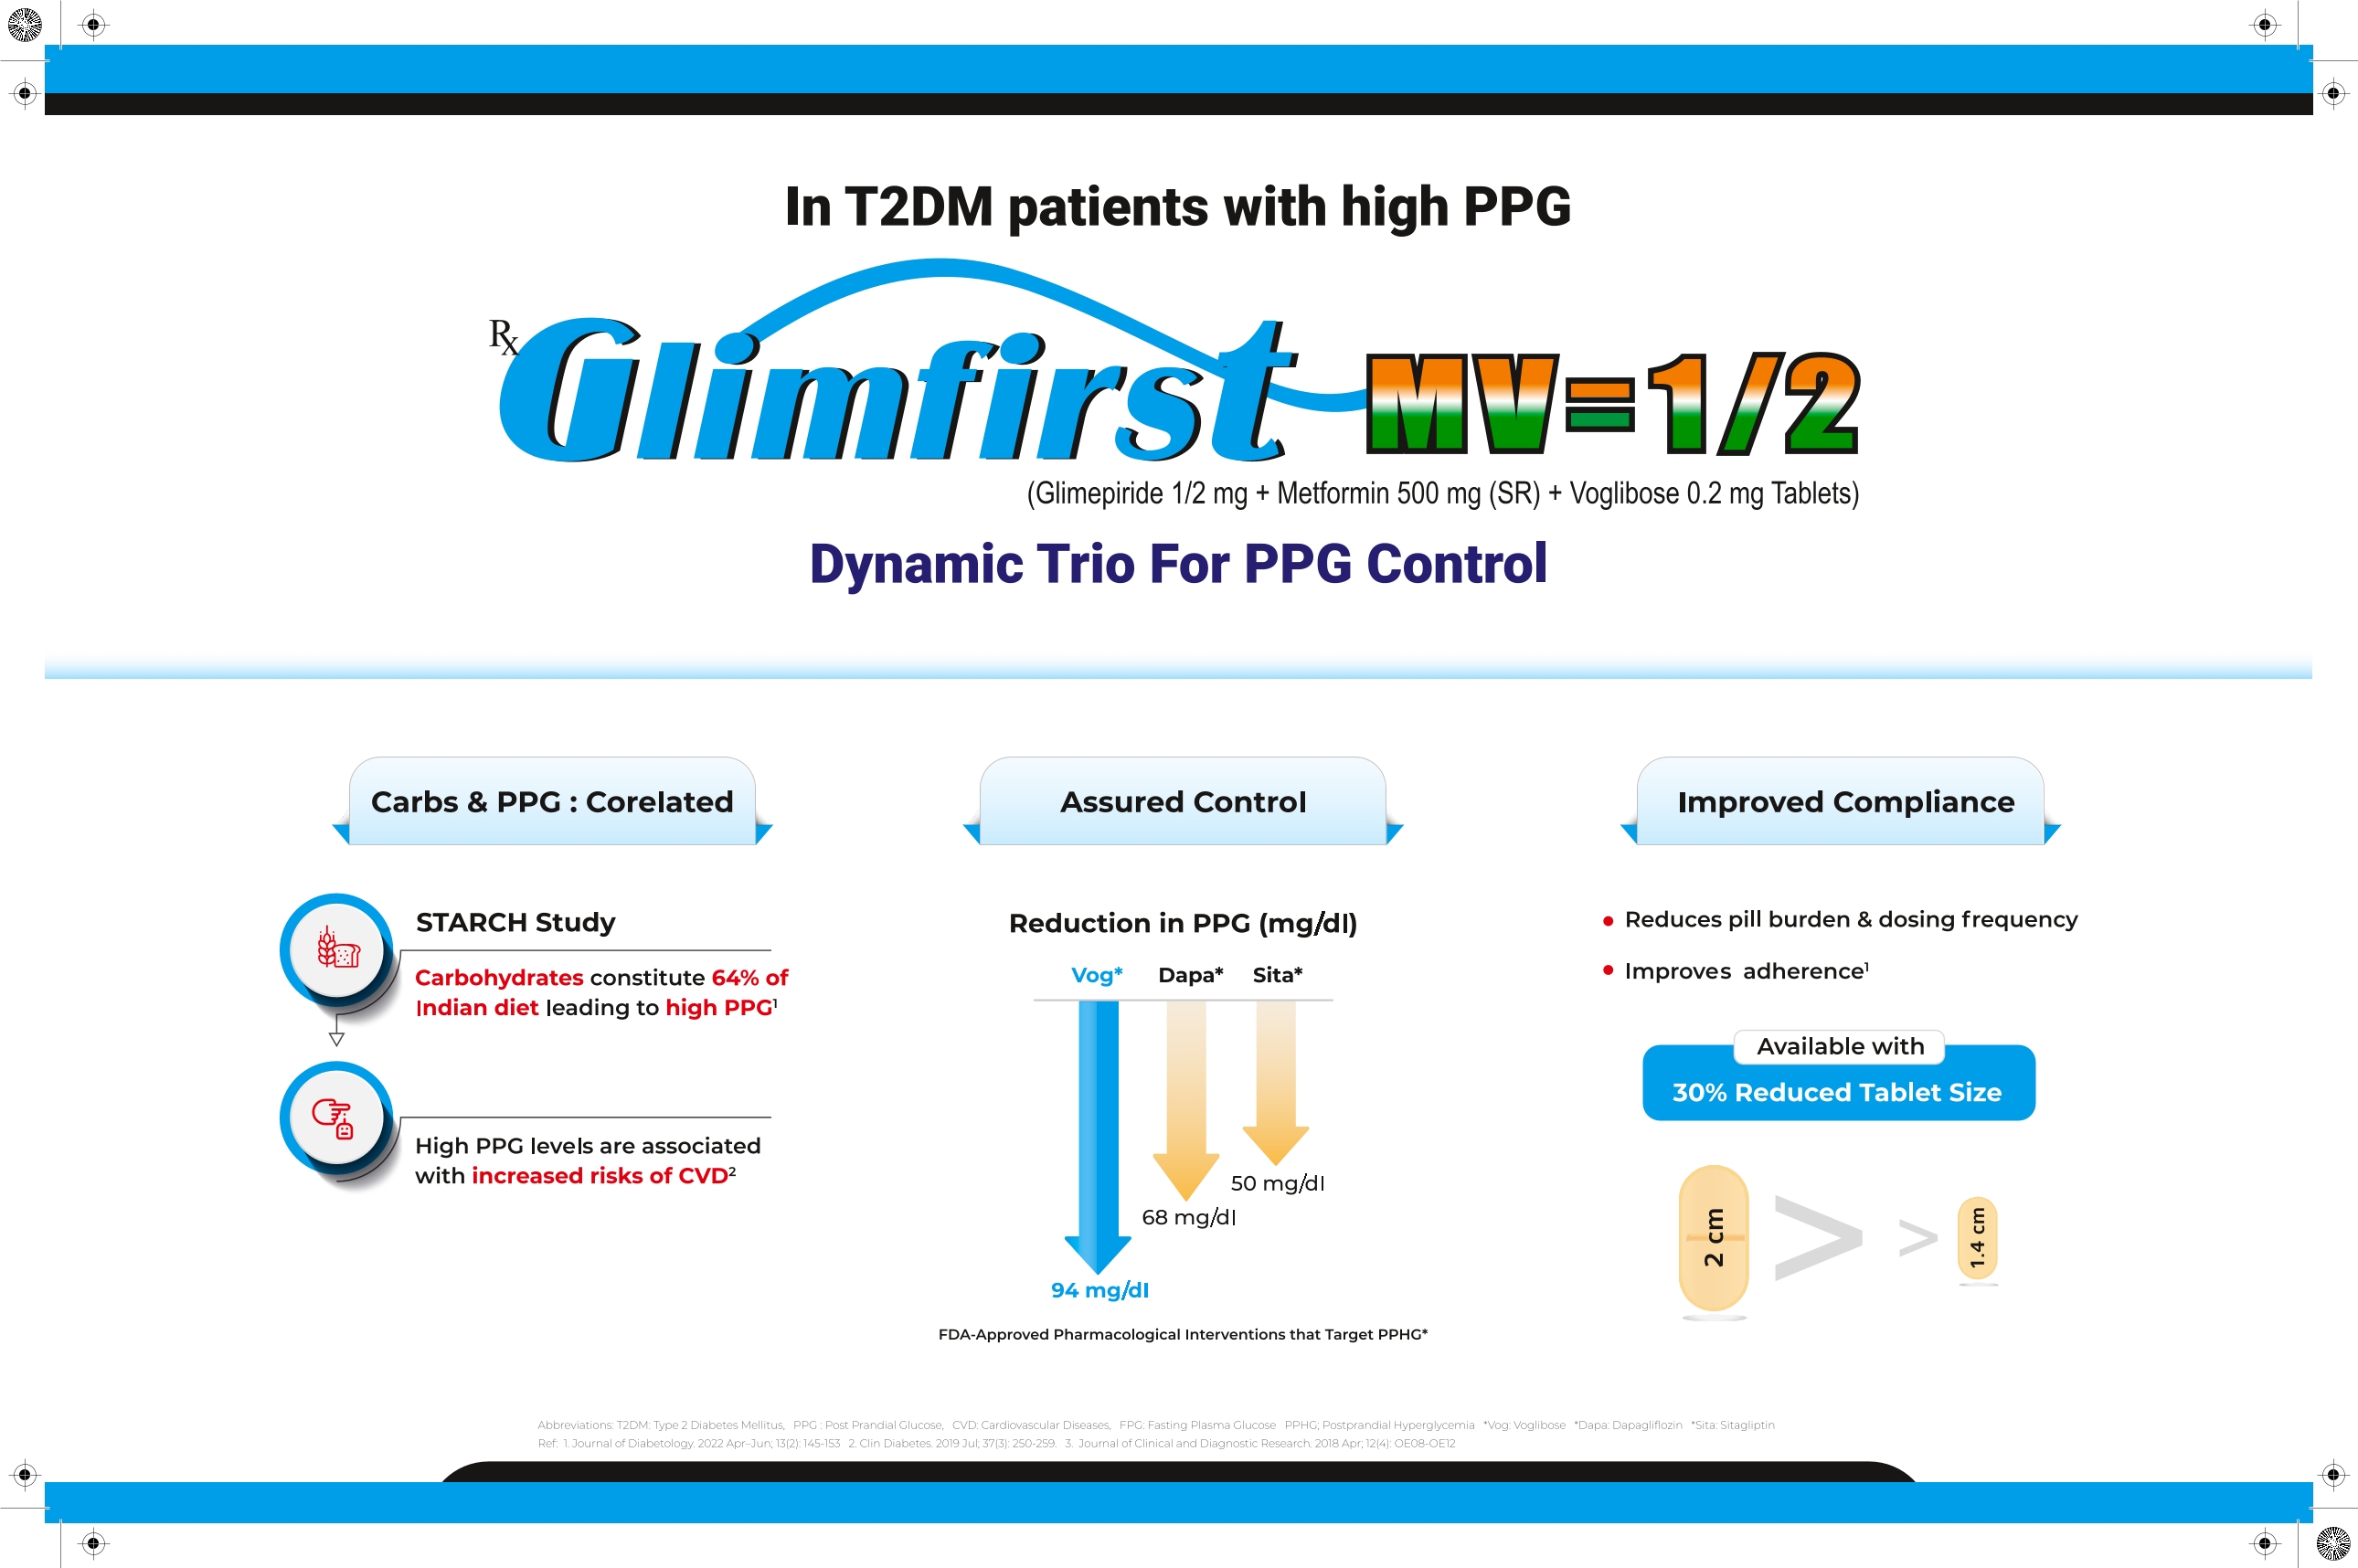 In T2DM patients with high PPG
Rx Glimfirst MV=1/2
(Glimepiride 1/2 mg + Metformin 500 mg (SR) + Voglibose 0.2 mg Tablets)
Dynamic Trio For PPG Control
Carbs & PPG : Corelated
STARCH Study
Carbohydrates constitute 64% of
Indian diet leading to high PPG¹
High PPG levels are associated
with increased risks of CVD²
Assured Control
Reduction in PPG (mg/dl)
Vog* Dapa* Sita*
50 mg/dl
68 mg/dl
94 mg/dl
FDA-Approved Pharmacological Interventions that Target PPHG*
Improved Compliance
• Reduces pill burden & dosing frequency
• Improves adherence¹
Available with
30% Reduced Tablet Size
2 cm > > 1.4 cm
Abbreviations: T2DM: Type 2 Diabetes Mellitus, PPG : Post Prandial Glucose, CVD: Cardiovascular Diseases, FPG: Fasting Plasma Glucose PPHG; Postprandial Hyperglycemia *Vog: Voglibose *Dapa: Dapagliflozin *Sita: Sitagliptin
Ref: 1. Journal of Diabetology. 2022 Apr–Jun; 13(2): 145-153 2. Clin Diabetes. 2019 Jul; 37(3): 250-259. 3. Journal of Clinical and Diagnostic Research. 2018 Apr; 12(4): OE08-OE12